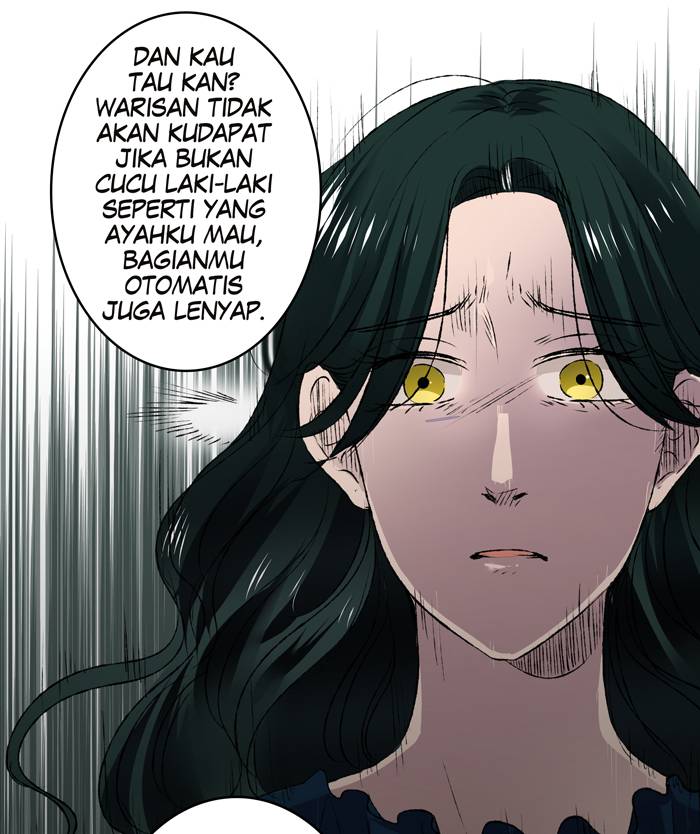 DAN KAU
TAU KAN?
WARISAN TIDAK
AKAN KUDAPAT
JIKA BUKAN
CUCU LAKI-LAKI
SEPERTI YANG
AYAHKU MAU,
BAGIANMU
OTOMATIS
JUGA LENYAP.